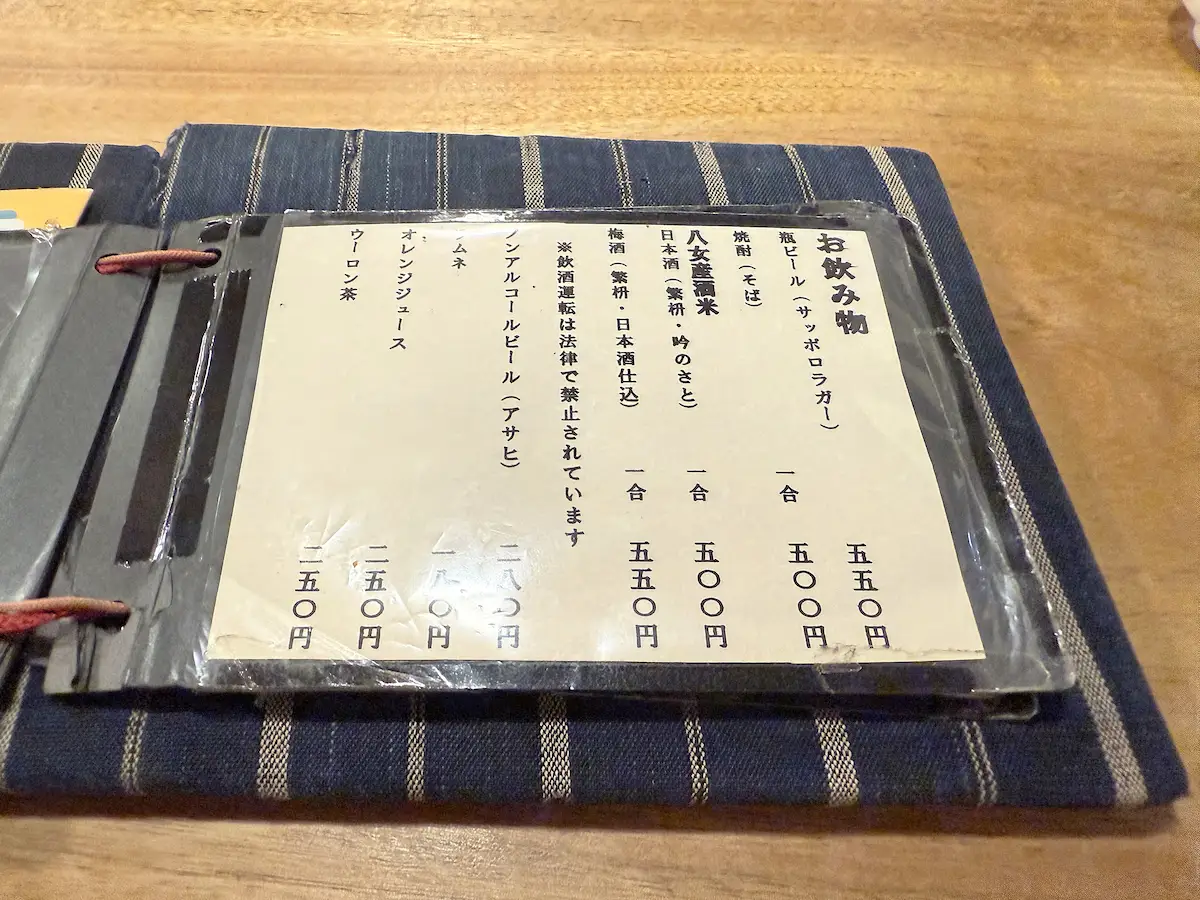 お飲み物
瓶ビール（サッポロラガー） 五五〇円
焼酎（そば） 一合 五〇〇円
八女産酒米
日本酒（繁枡・吟のさと） 一合 五〇〇円
梅酒（繁枡・日本酒仕込） 一合 五五〇円
※飲酒運転は法律で禁止されています
ノンアルコールビール（アサヒ） 二八〇円
ラムネ 一八〇円
オレンジジュース 二五〇円
ウーロン茶 二五〇円